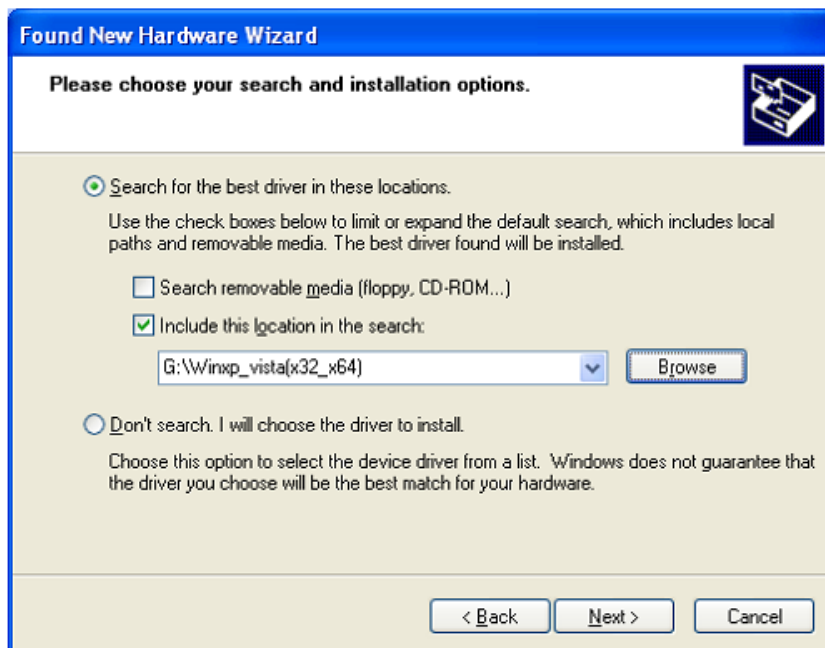 Found New Hardware Wizard
Please choose your search and installation options.
Search for the best driver in these locations.
Use the check boxes below to limit or expand the default search, which includes local
paths and removable media. The best driver found will be installed.
Search removable media (floppy, CD-ROM...)
Include this location in the search:
G:\Winxp_vista(x32_x64)
Browse
Don't search. I will choose the driver to install.
Choose this option to select the device driver from a list. Windows does not guarantee that
the driver you choose will be the best match for your hardware.
< Back
Next >
Cancel